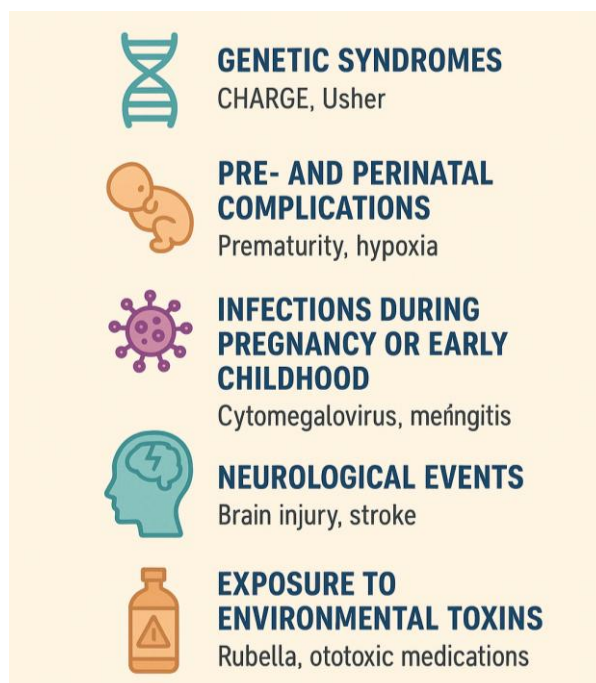 GENETIC SYNDROMES
CHARGE, Usher
PRE- AND PERINATAL
COMPLICATIONS
Prematurity, hypoxia
INFECTIONS DURING
PREGNANCY OR EARLY
CHILDHOOD
Cytomegalovirus, meńingitis
NEUROLOGICAL EVENTS
Brain injury, stroke
EXPOSURE TO
ENVIRONMENTAL TOXINS
Rubella, ototoxic medications